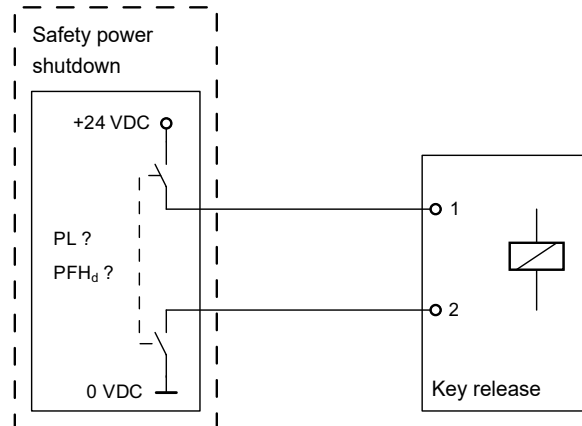 Safety power
shutdown
+24 VDC
1
PL ?
PFHd ?
2
0 VDC
Key release